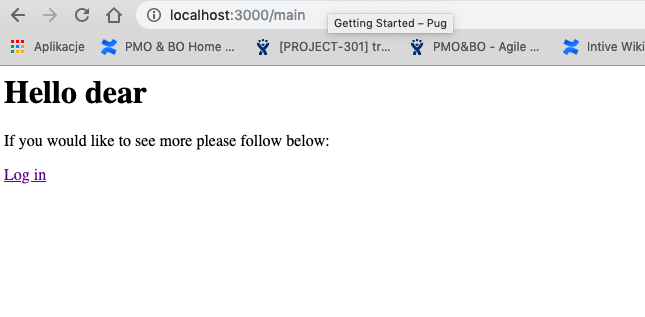 localhost:3000/main
Getting Started – Pug
Aplikacje PMO & BO Home ... [PROJECT-301] tr... PMO&BO - Agile ... Intive Wiki
Hello dear
If you would like to see more please follow below:
Log in